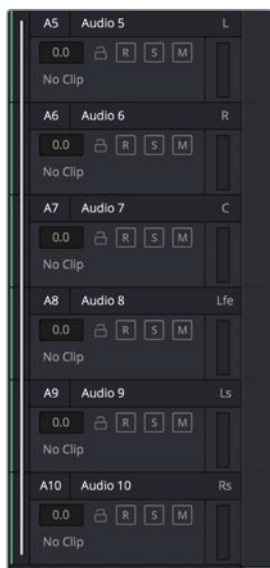 A5 Audio 5 L
0.0 R S M
No Clip
A6 Audio 6 R
0.0 R S M
No Clip
A7 Audio 7 C
0.0 R S M
No Clip
A8 Audio 8 Lfe
0.0 R S M
No Clip
A9 Audio 9 Ls
0.0 R S M
No Clip
A10 Audio 10 Rs
0.0 R S M
No Clip